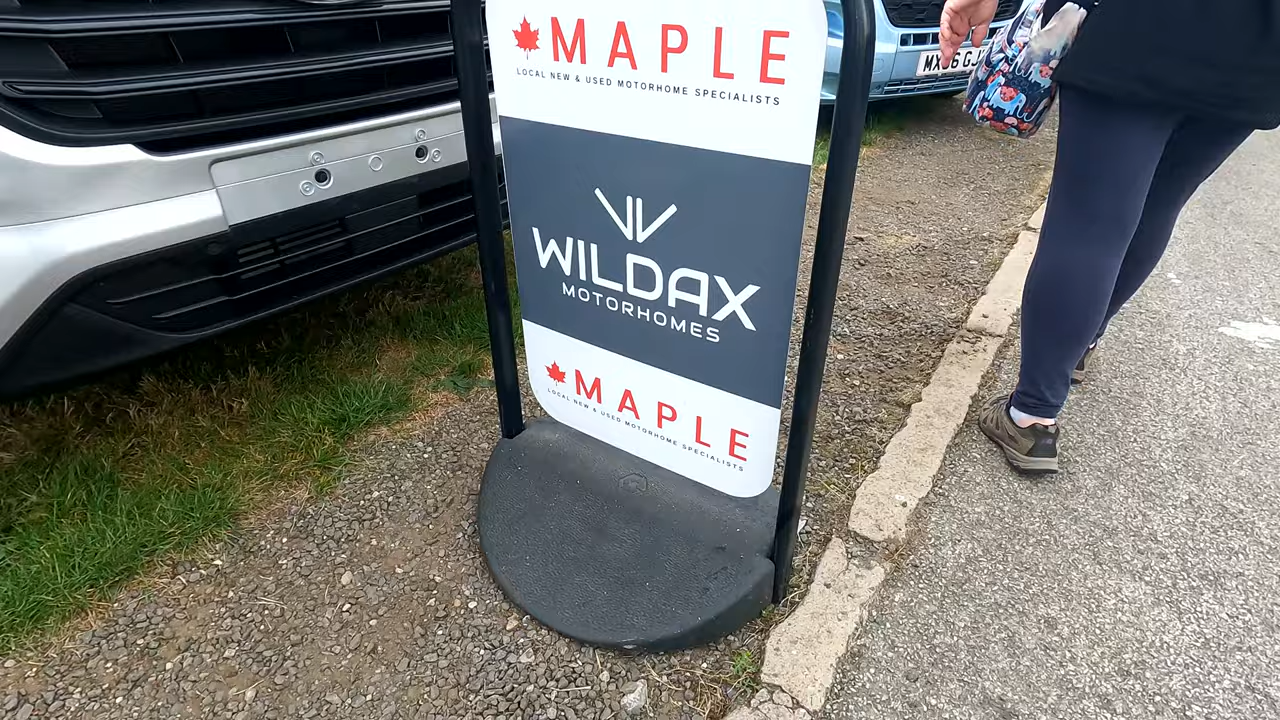 MAPLE
LOCAL NEW & USED MOTORHOME SPECIALISTS
WILDAX
MOTORHOMES
MAPLE
LOCAL NEW & USED MOTORHOME SPECIALISTS